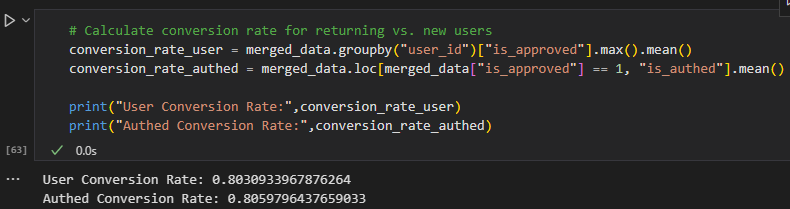 # Calculate conversion rate for returning vs. new users
conversion_rate_user = merged_data.groupby("user_id")["is_approved"].max().mean()
conversion_rate_authed = merged_data.loc[merged_data["is_approved"] == 1, "is_authed"].mean()
print("User Conversion Rate:",conversion_rate_user)
print("Authed Conversion Rate:",conversion_rate_authed)
[63] 0.0s
User Conversion Rate: 0.8030933967876264
Authed Conversion Rate: 0.8059796437659033